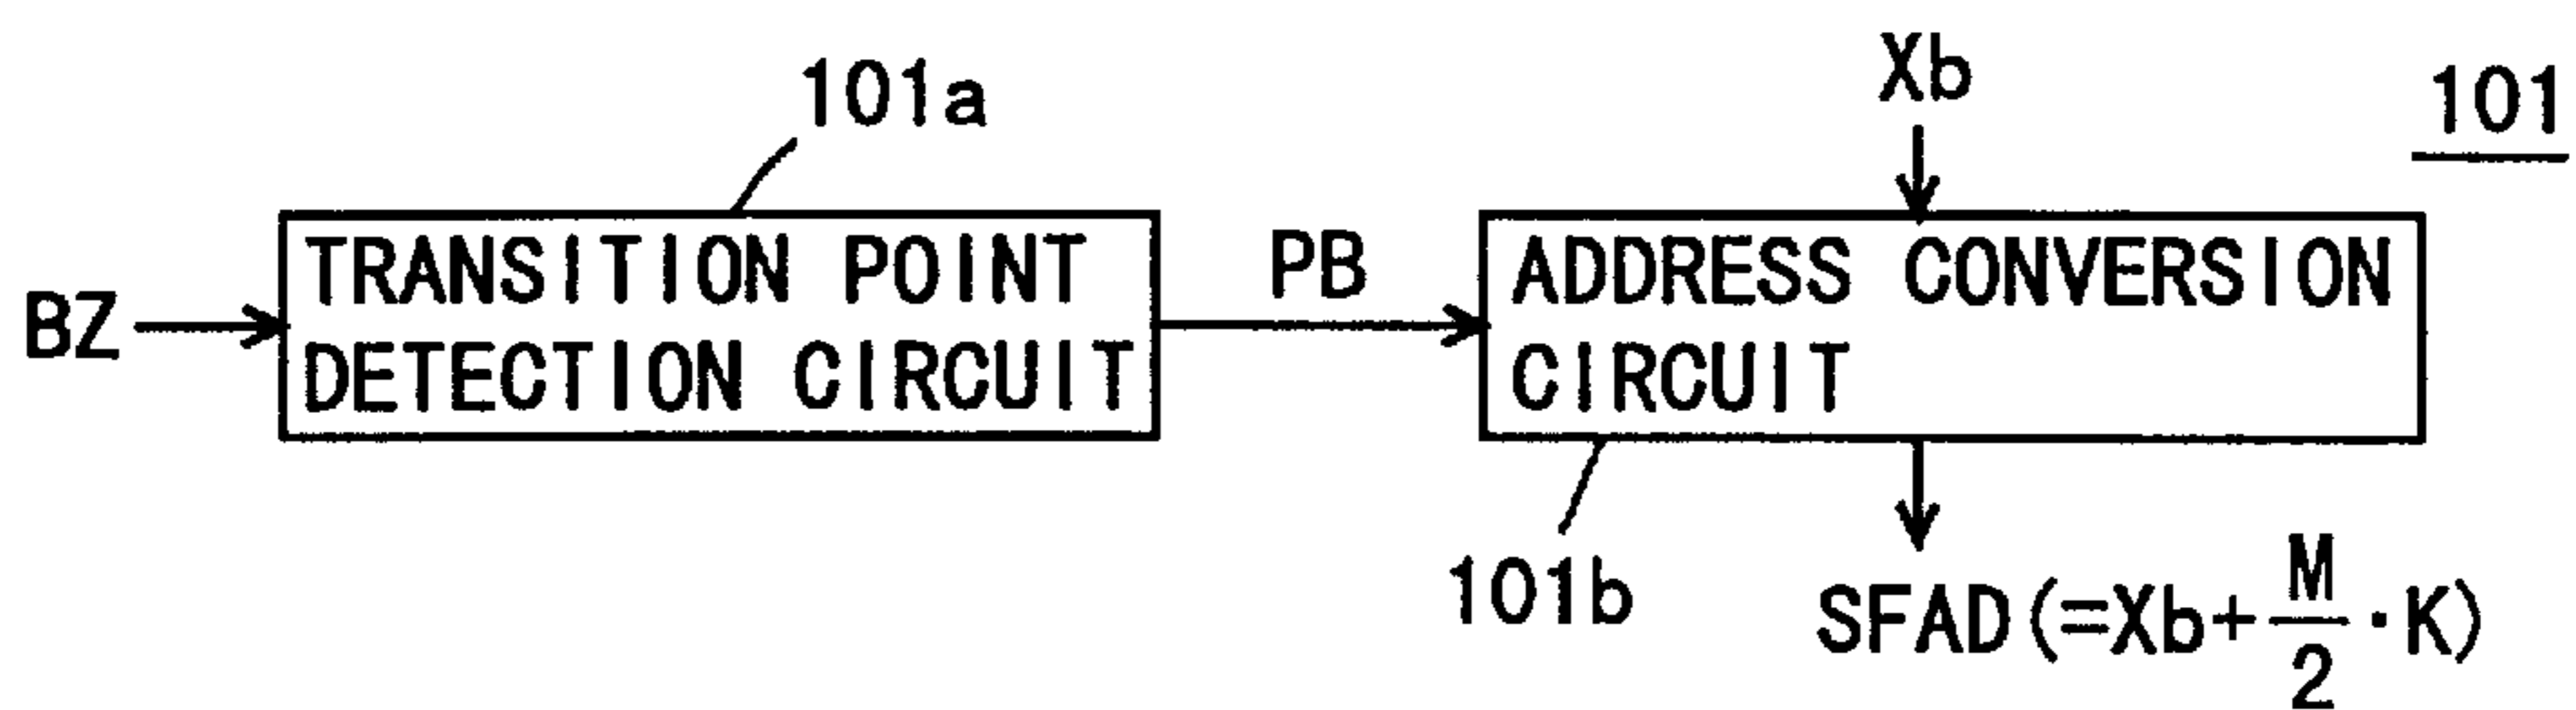 101a
Xb
101
BZ
TRANSITION POINT
DETECTION CIRCUIT
PB
ADDRESS CONVERSION
CIRCUIT
101b
SFAD(=Xb+M/2·K)